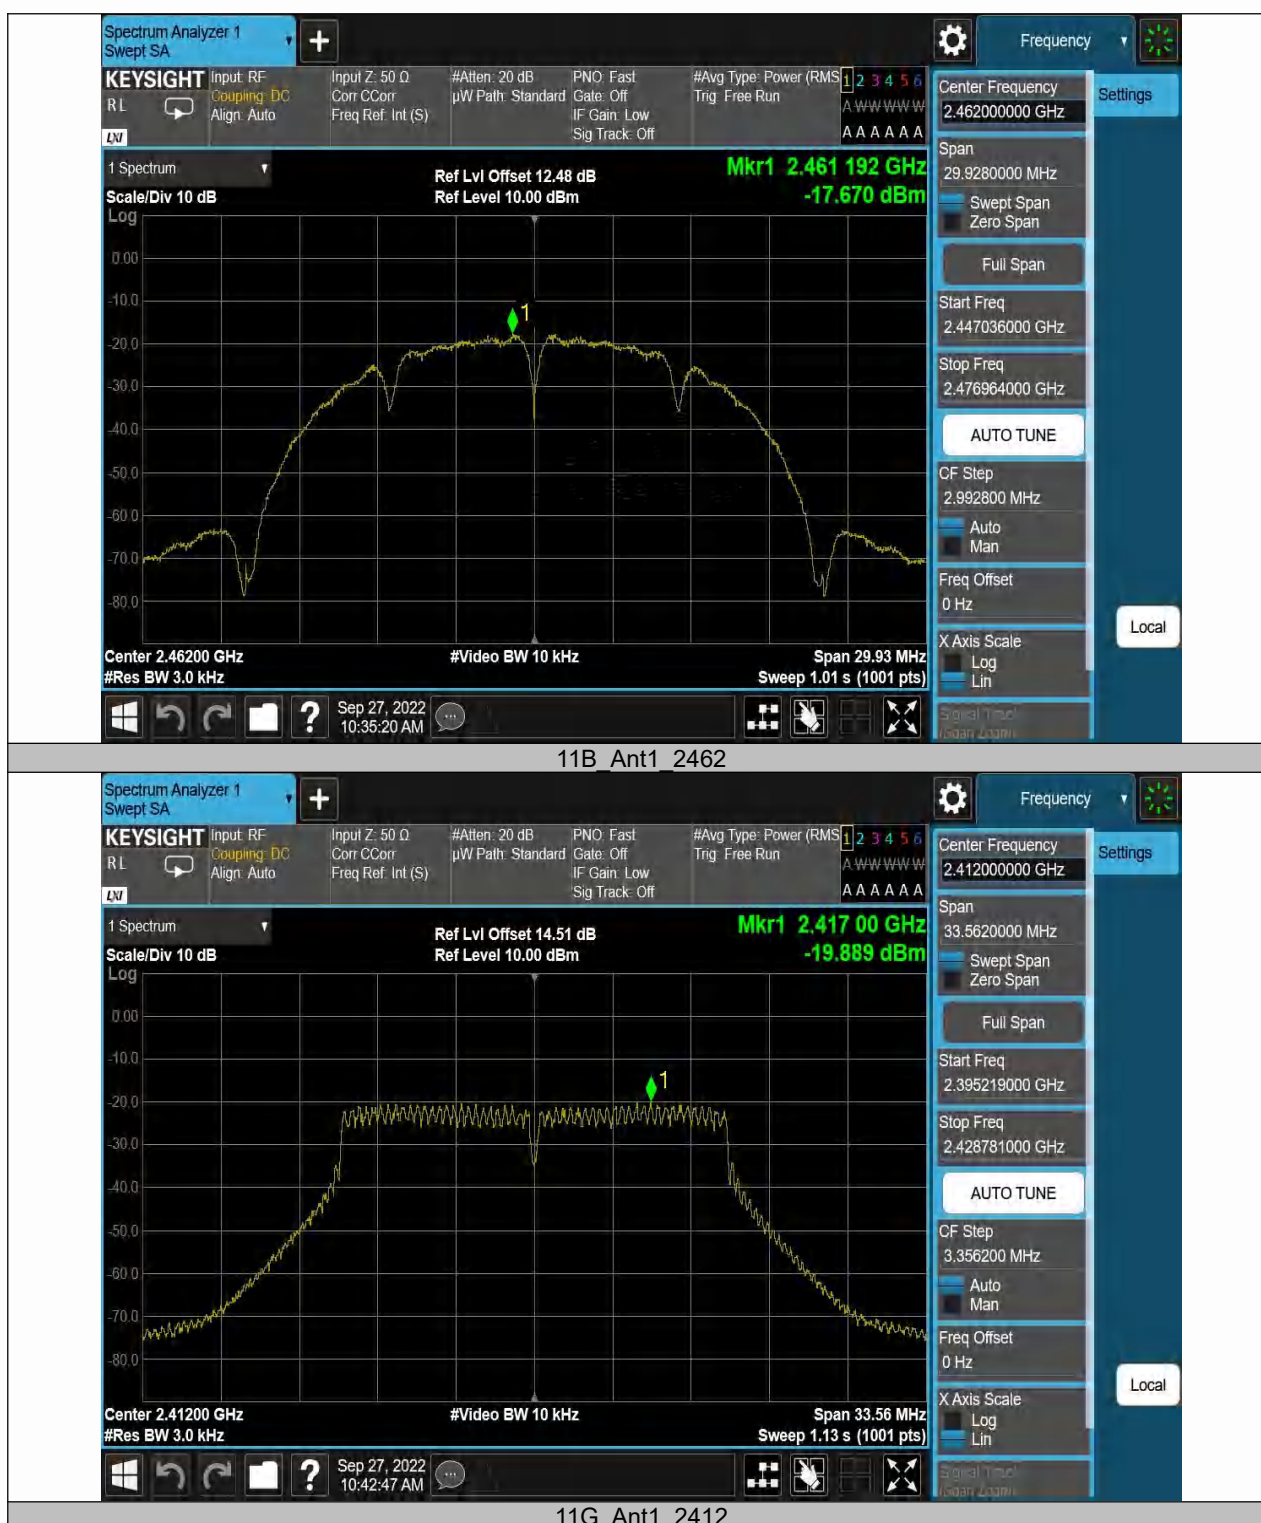 Spectrum Analyzer 1
Swept SA
+
Frequency
KEYSIGHT
R L
LXI
Input: RF
Coupling: DC
Align: Auto
Input Z: 50 Ω
Corr CCorr
Freq Ref: Int (S)
#Atten: 20 dB
µW Path: Standard
PNO: Fast
Gate: Off
IF Gain: Low
Sig Track: Off
#Avg Type: Power (RMS
Trig: Free Run
1 2 3 4 5 6
A W W W W W
A A A A A A
Center Frequency
2.462000000 GHz
Settings
Span
29.9280000 MHz
Swept Span
Zero Span
Full Span
Start Freq
2.447036000 GHz
Stop Freq
2.476964000 GHz
AUTO TUNE
CF Step
2.992800 MHz
Auto
Man
Freq Offset
0 Hz
X Axis Scale
Log
Lin
Local
1 Spectrum
Scale/Div 10 dB
Log
Ref Lvl Offset 12.48 dB
Ref Level 10.00 dBm
Mkr1 2.461 192 GHz
-17.670 dBm
1
0.00
-10.0
-20.0
-30.0
-40.0
-50.0
-60.0
-70.0
-80.0
Center 2.46200 GHz
#Video BW 10 kHz
Span 29.93 MHz
#Res BW 3.0 kHz
Sweep 1.01 s (1001 pts)
?
Sep 27, 2022
10:35:20 AM
11B_Ant1_2462
Spectrum Analyzer 1
Swept SA
+
Frequency
KEYSIGHT
R L
LXI
Input: RF
Coupling: DC
Align: Auto
Input Z: 50 Ω
Corr CCorr
Freq Ref: Int (S)
#Atten: 20 dB
µW Path: Standard
PNO: Fast
Gate: Off
IF Gain: Low
Sig Track: Off
#Avg Type: Power (RMS
Trig: Free Run
1 2 3 4 5 6
A W W W W W
A A A A A A
Center Frequency
2.412000000 GHz
Settings
Span
33.5620000 MHz
Swept Span
Zero Span
Full Span
Start Freq
2.395219000 GHz
Stop Freq
2.428781000 GHz
AUTO TUNE
CF Step
3.356200 MHz
Auto
Man
Freq Offset
0 Hz
X Axis Scale
Log
Lin
Local
1 Spectrum
Scale/Div 10 dB
Log
Ref Lvl Offset 14.51 dB
Ref Level 10.00 dBm
Mkr1 2.417 00 GHz
-19.889 dBm
1
0.00
-10.0
-20.0
-30.0
-40.0
-50.0
-60.0
-70.0
-80.0
Center 2.41200 GHz
#Video BW 10 kHz
Span 33.56 MHz
#Res BW 3.0 kHz
Sweep 1.13 s (1001 pts)
?
Sep 27, 2022
10:42:47 AM
11G_Ant1_2412